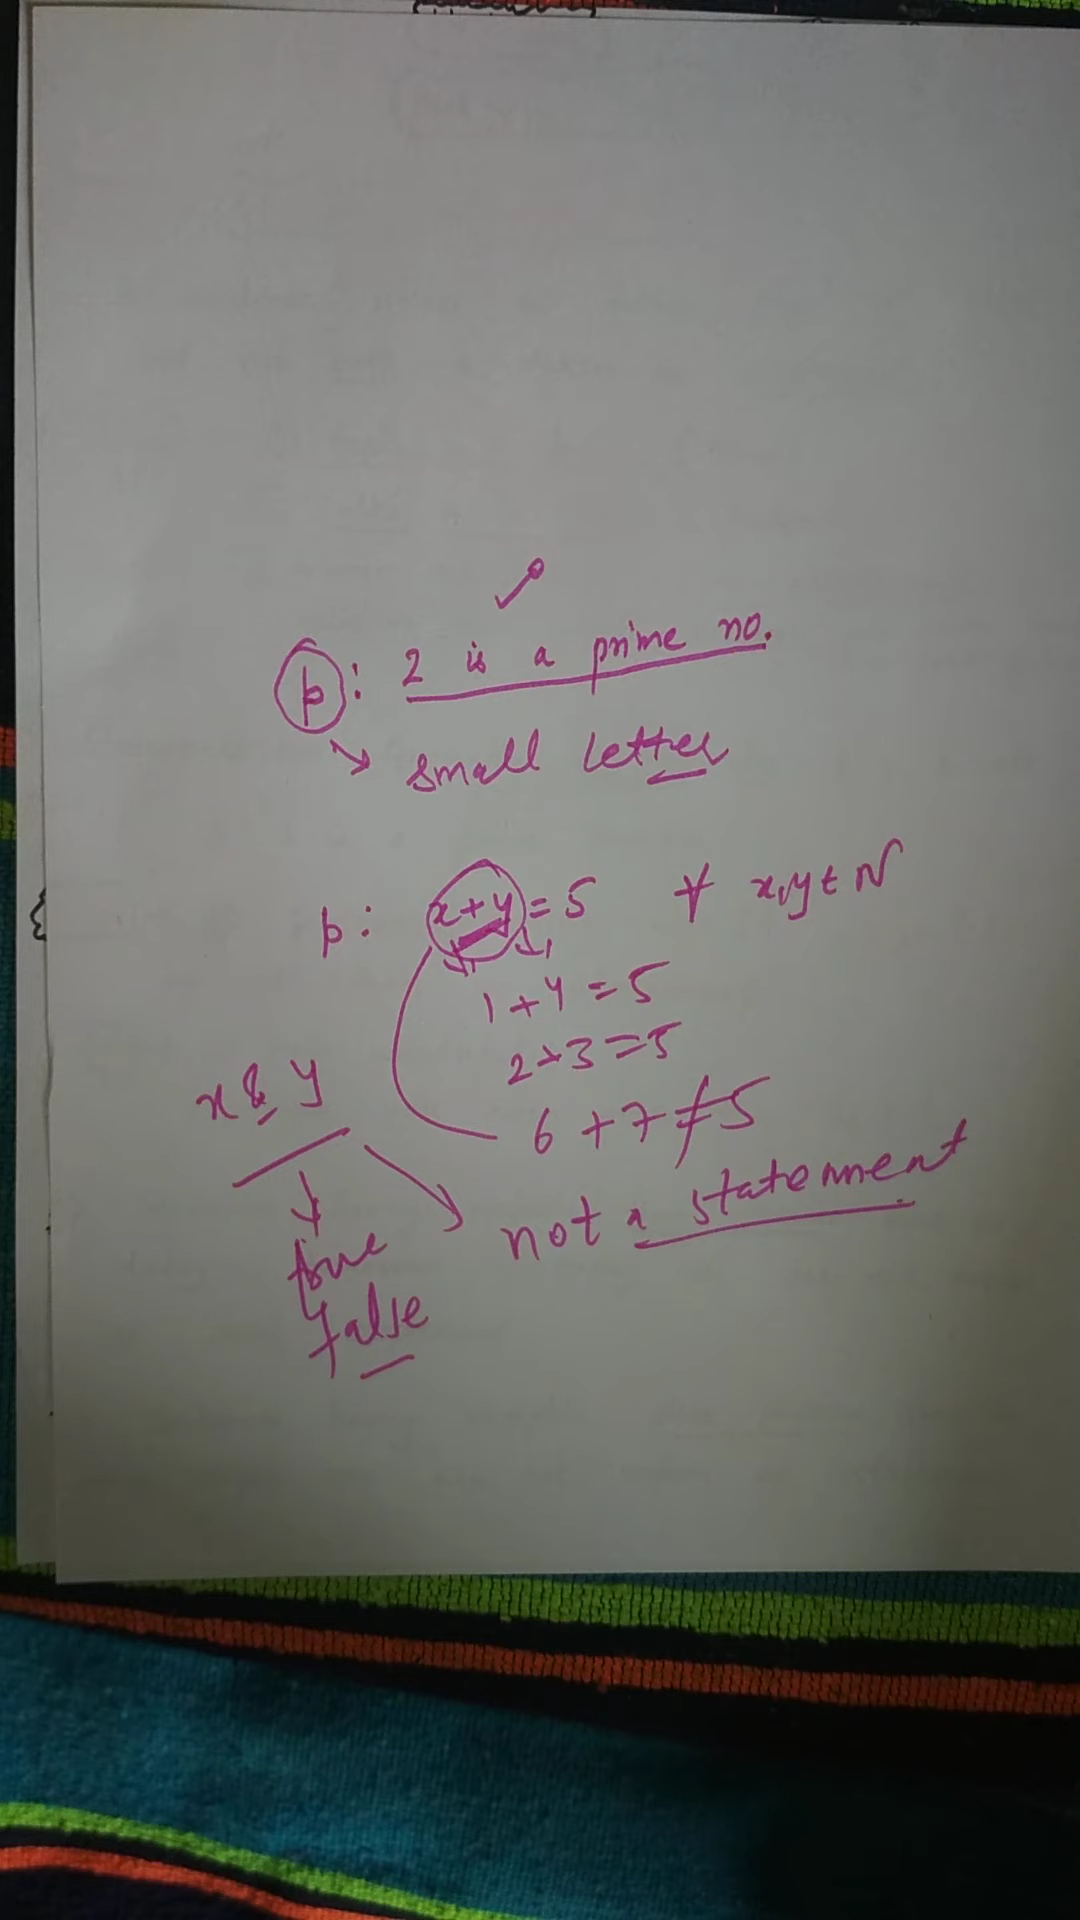 p: 2 is a prime no.
small letter
p: x+y=5 ∀ x,y ∈ N
1+4=5
2+3=5
x & y
6+7≠5
not a statement
true
false